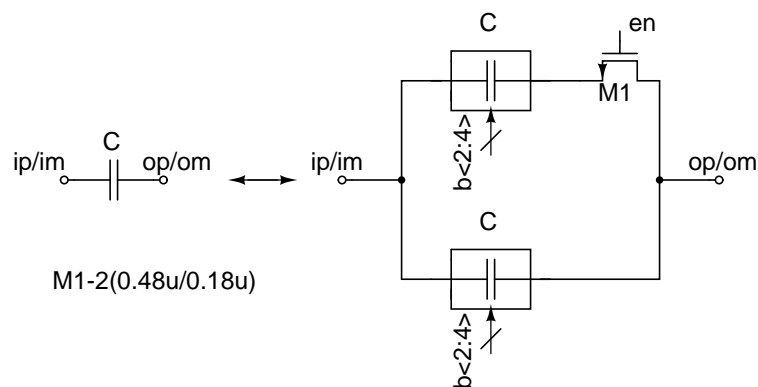 C
en
M1
b<2:4>
C
ip/im
op/om
ip/im
op/om
C
M1-2(0.48u/0.18u)
b<2:4>